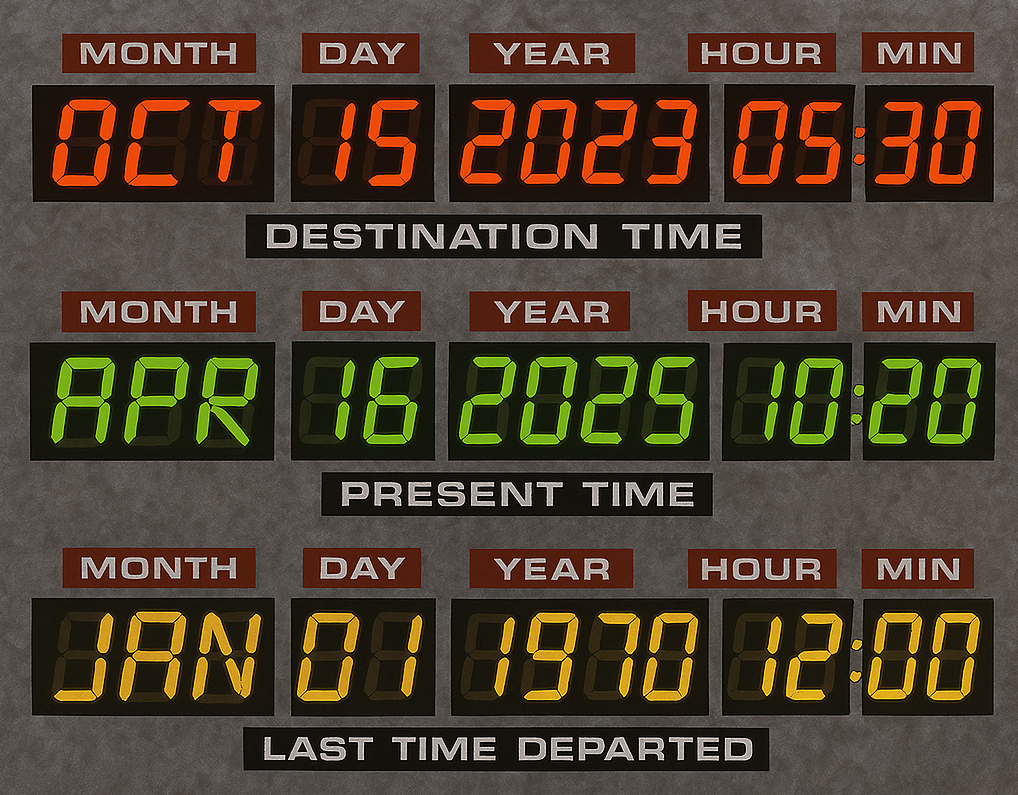 MONTH DAY YEAR HOUR MIN
OCT 15 2023 05:30
DESTINATION TIME
MONTH DAY YEAR HOUR MIN
APR 16 2025 10:20
PRESENT TIME
MONTH DAY YEAR HOUR MIN
JAN 01 1970 12:00
LAST TIME DEPARTED